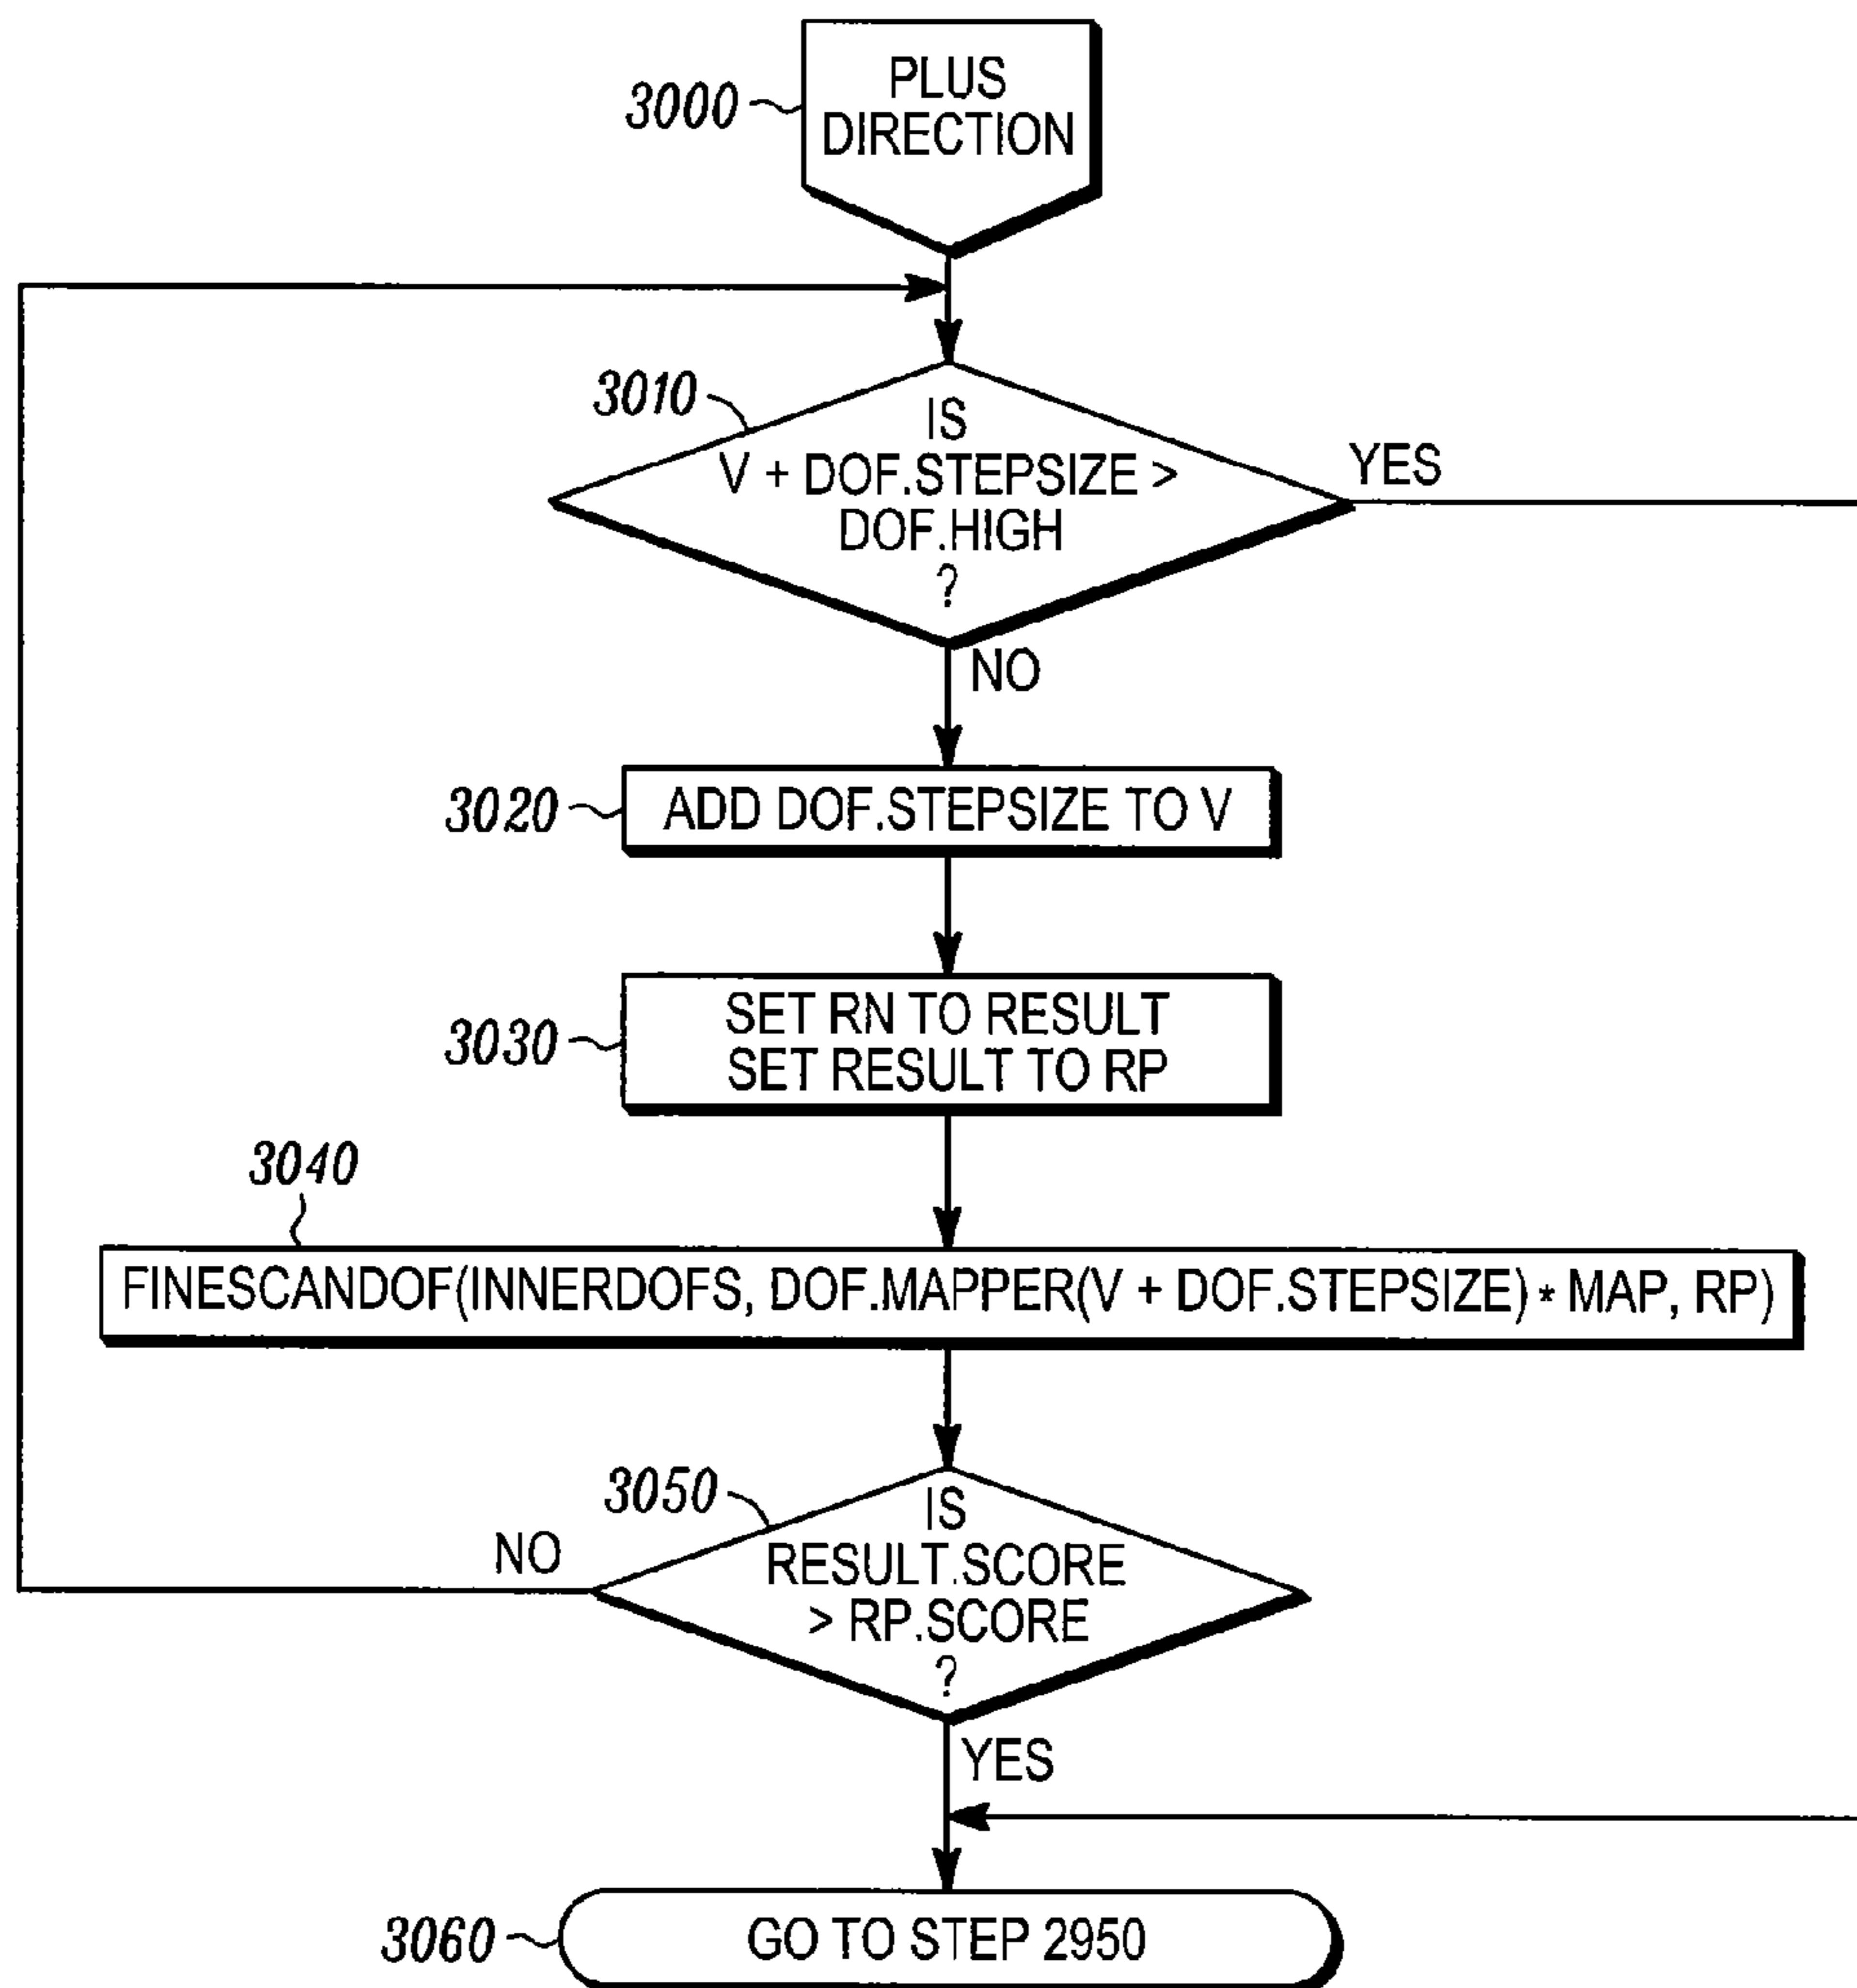 PLUS
DIRECTION
3000
3010
IS
V + DOF.STEPSIZE >
DOF.HIGH
?
YES
NO
3020
ADD DOF.STEPSIZE TO V
3030
SET RN TO RESULT
SET RESULT TO RP
3040
FINESCANDOF(INNERDOFS, DOF.MAPPER(V + DOF.STEPSIZE) * MAP, RP)
3050
IS
RESULT.SCORE
> RP.SCORE
?
NO
YES
3060
GO TO STEP 2950